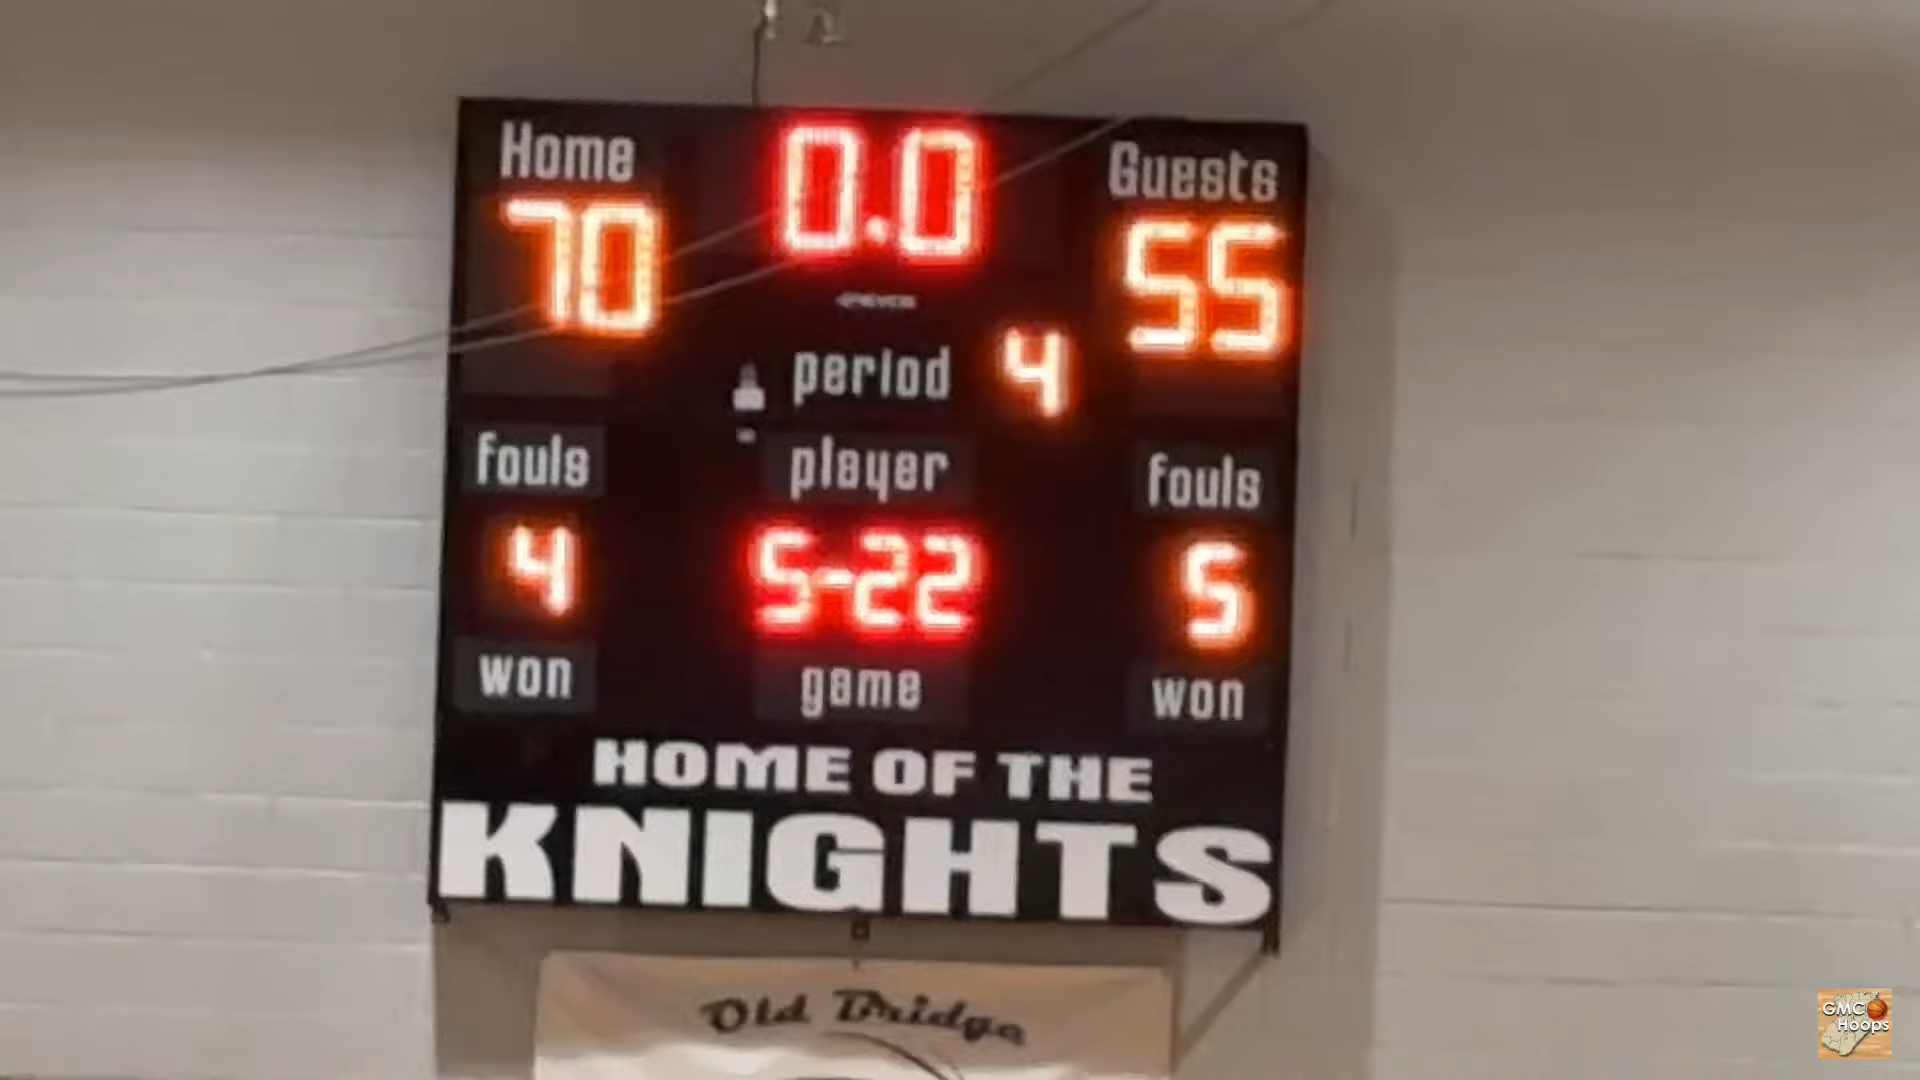 Home
0.0
Guests
70
55
period 4
fouls
player
fouls
4
5-22
5
won
game
won
HOME OF THE
KNIGHTS
Old Bridge
GMC
Hoops